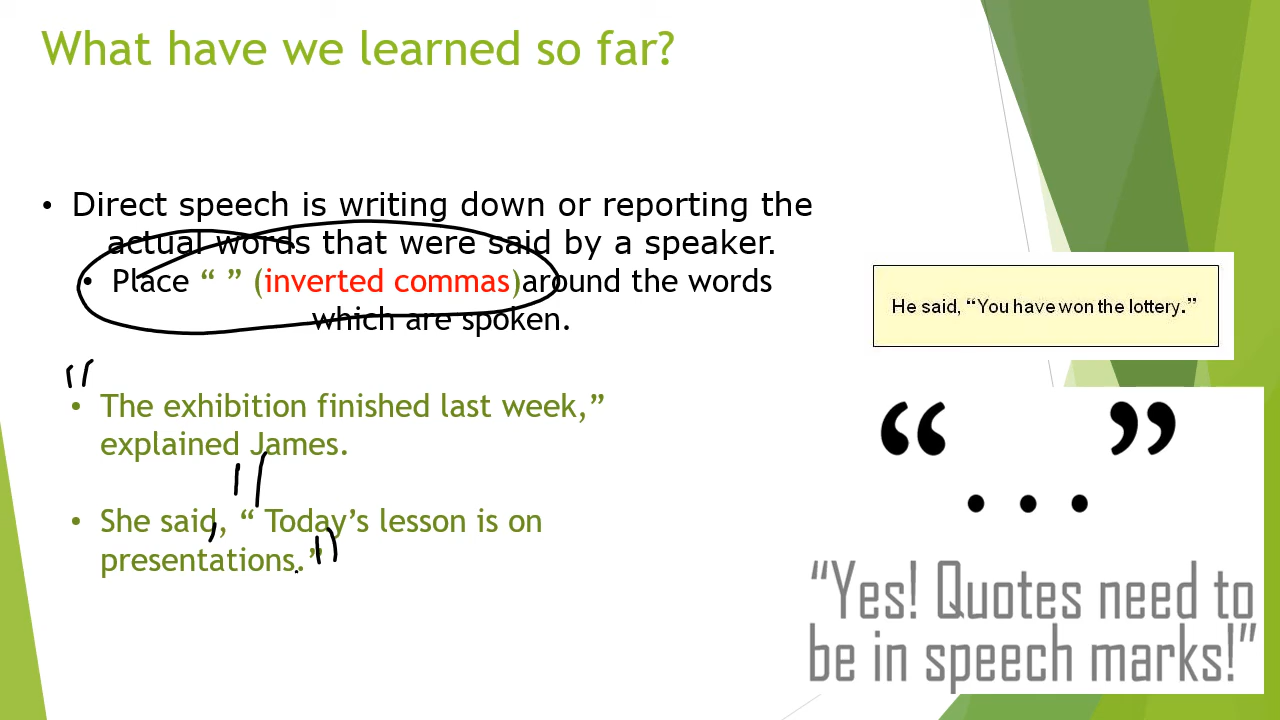 What have we learned so far?
• Direct speech is writing down or reporting the
actual words that were said by a speaker.
• Place “ ” (inverted commas)around the words
which are spoken.
"
• The exhibition finished last week,”
explained James.
"
• She said, “ Today’s lesson is on
presentations.”
, . "
He said, “You have won the lottery.”
“ ... ”
“Yes! Quotes need to
be in speech marks!”